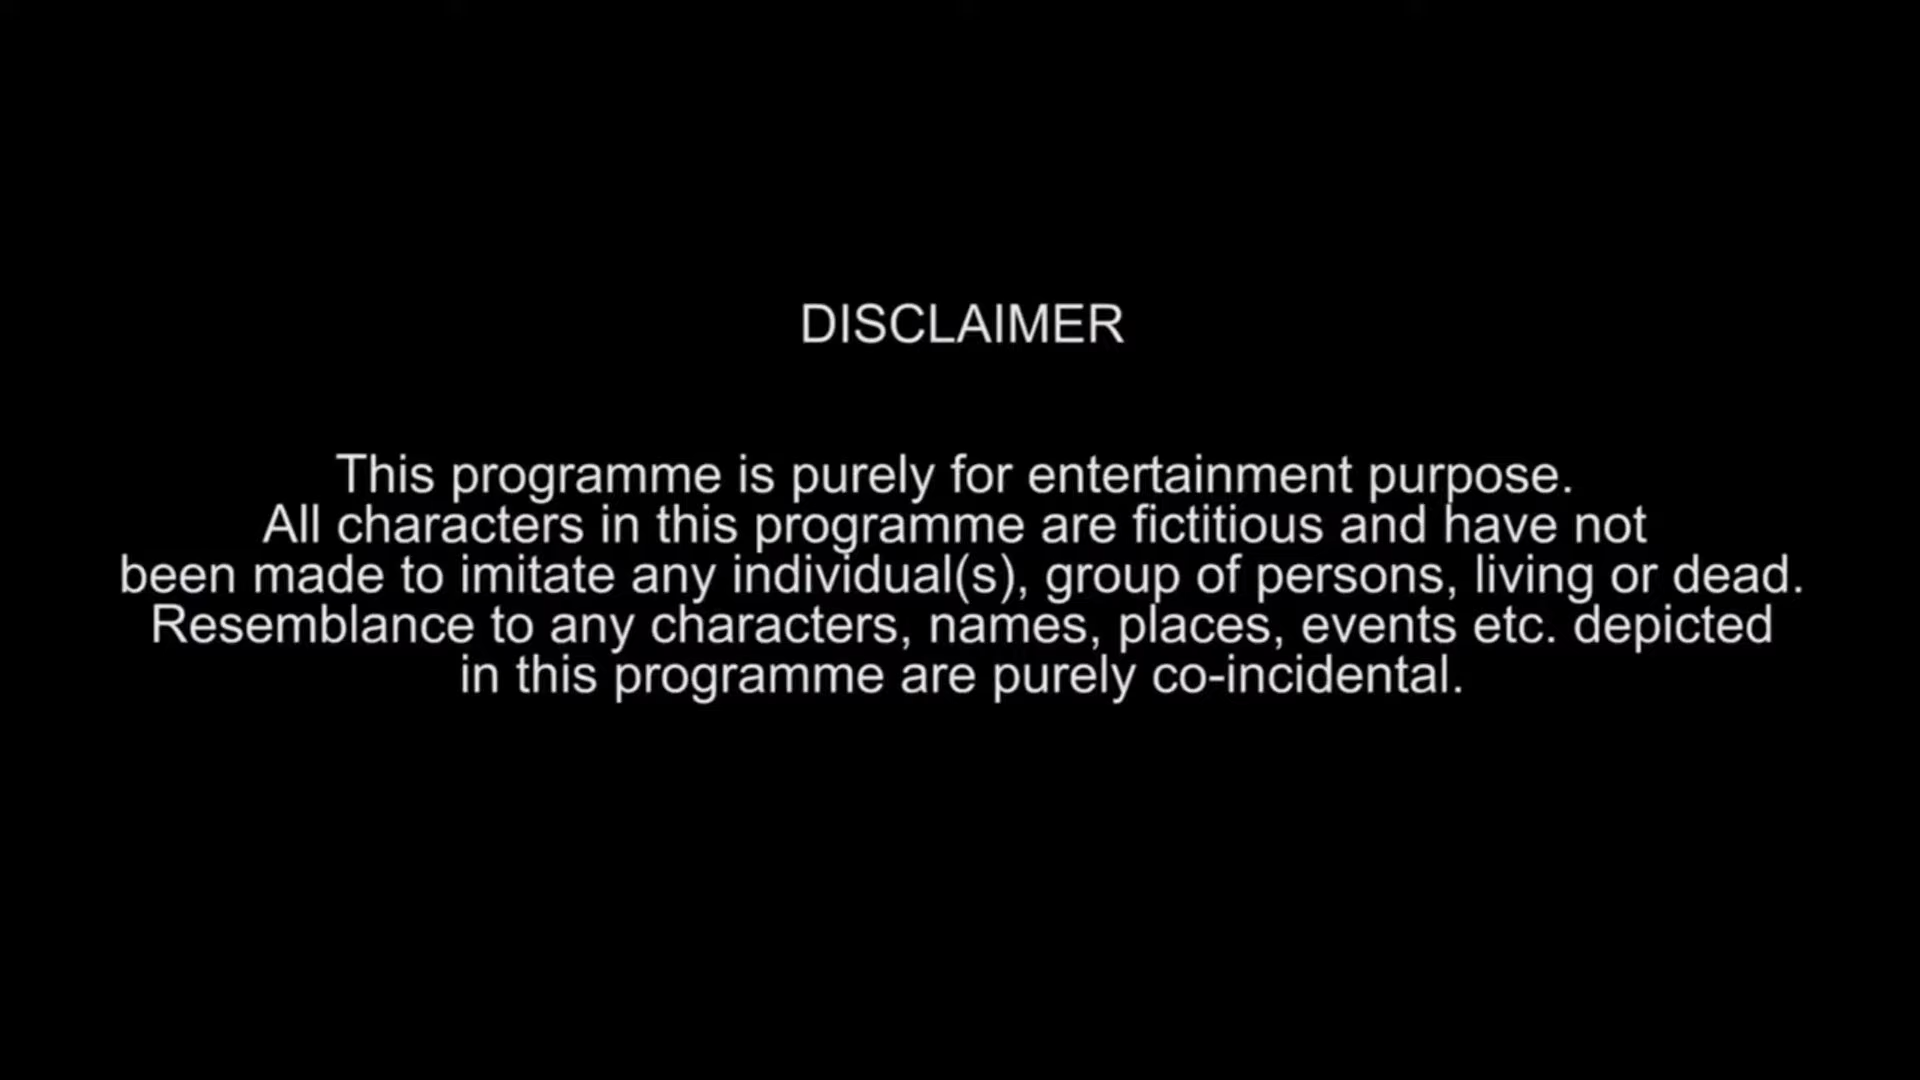 DISCLAIMER
This programme is purely for entertainment purpose.
All characters in this programme are fictitious and have not
been made to imitate any individual(s), group of persons, living or dead.
Resemblance to any characters, names, places, events etc. depicted
in this programme are purely co-incidental.